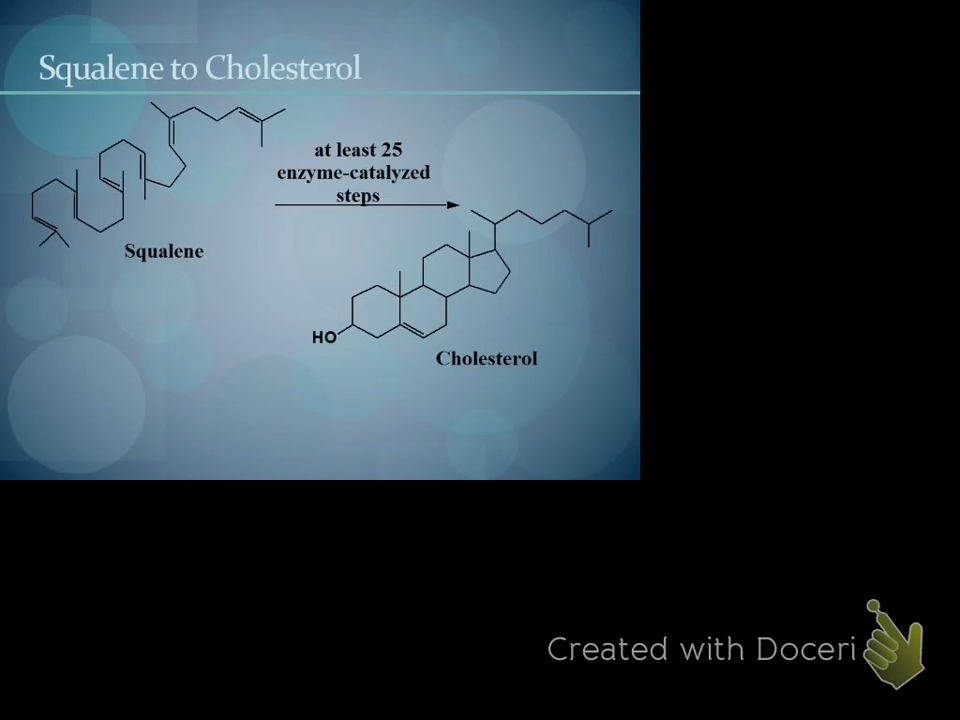 Squalene to Cholesterol
at least 25
enzyme-catalyzed
steps
Squalene
HO
Cholesterol
Created with Doceri